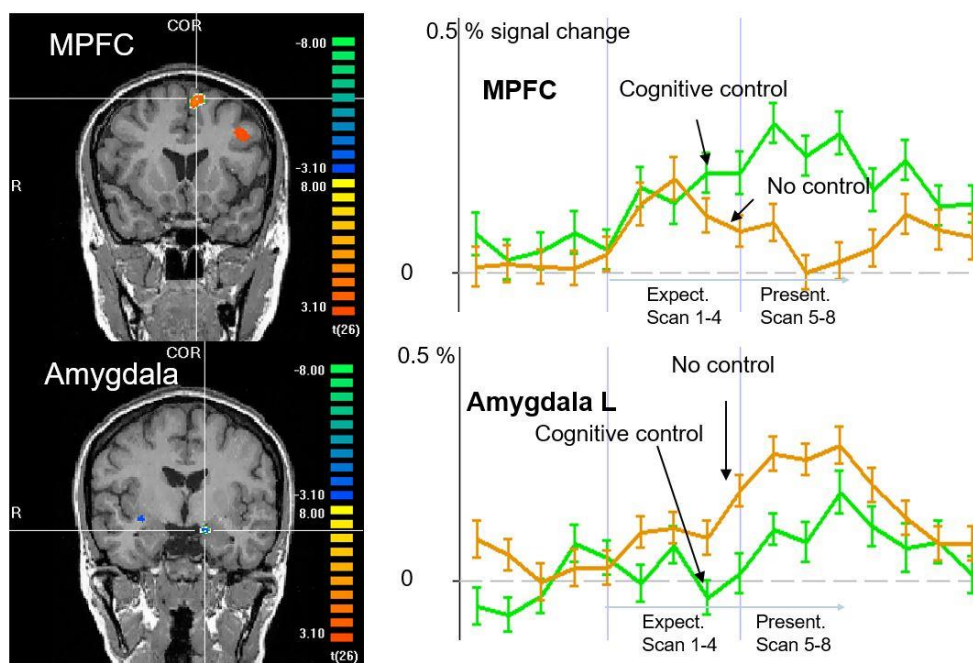 COR
MPFC
-8.00
-3.10
8.00
R
3.10
t(26)
0.5 % signal change
MPFC
Cognitive control
No control
0
Expect.
Scan 1-4
Present.
Scan 5-8
COR
Amygdala
-8.00
-3.10
8.00
R
3.10
t(26)
0.5 %
No control
Amygdala L
Cognitive control
0
Expect.
Scan 1-4
Present.
Scan 5-8